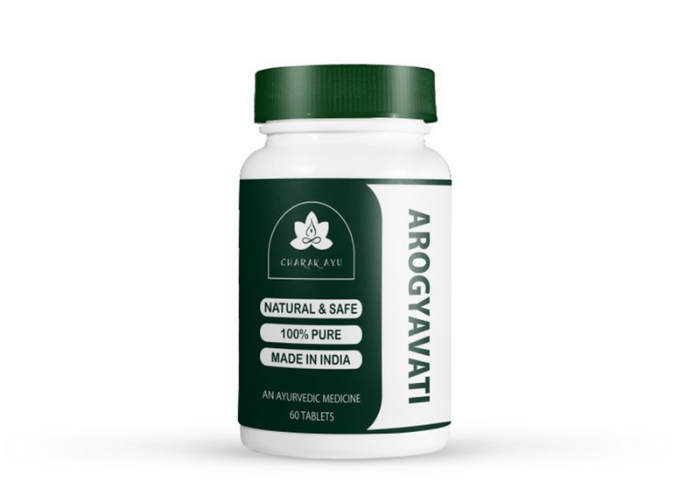 CHARAK AYU
NATURAL & SAFE
100% PURE
MADE IN INDIA
AN AYURVEDIC MEDICINE
60 TABLETS
AROGYAVATI